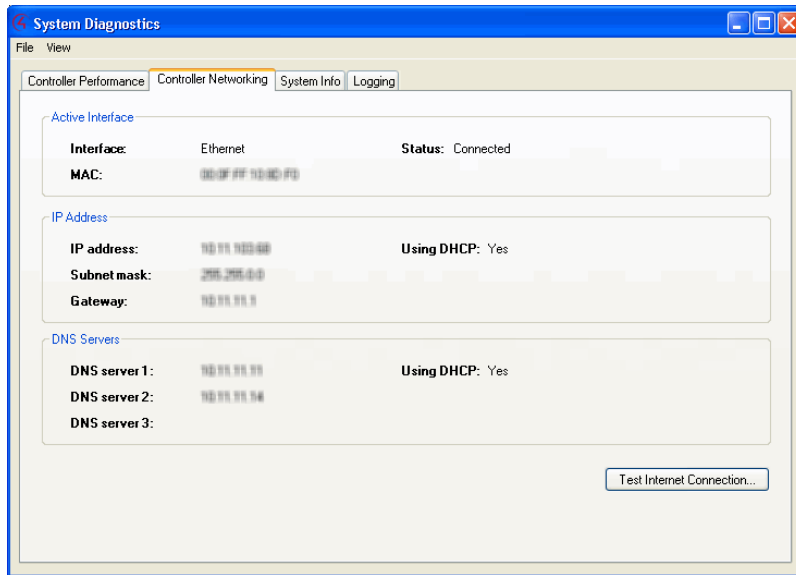 System Diagnostics
File View
Controller Performance Controller Networking System Info Logging
Active Interface
Interface: Ethernet Status: Connected
MAC:
IP Address
IP address: Using DHCP: Yes
Subnet mask:
Gateway:
DNS Servers
DNS server 1: Using DHCP: Yes
DNS server 2:
DNS server 3:
Test Internet Connection...